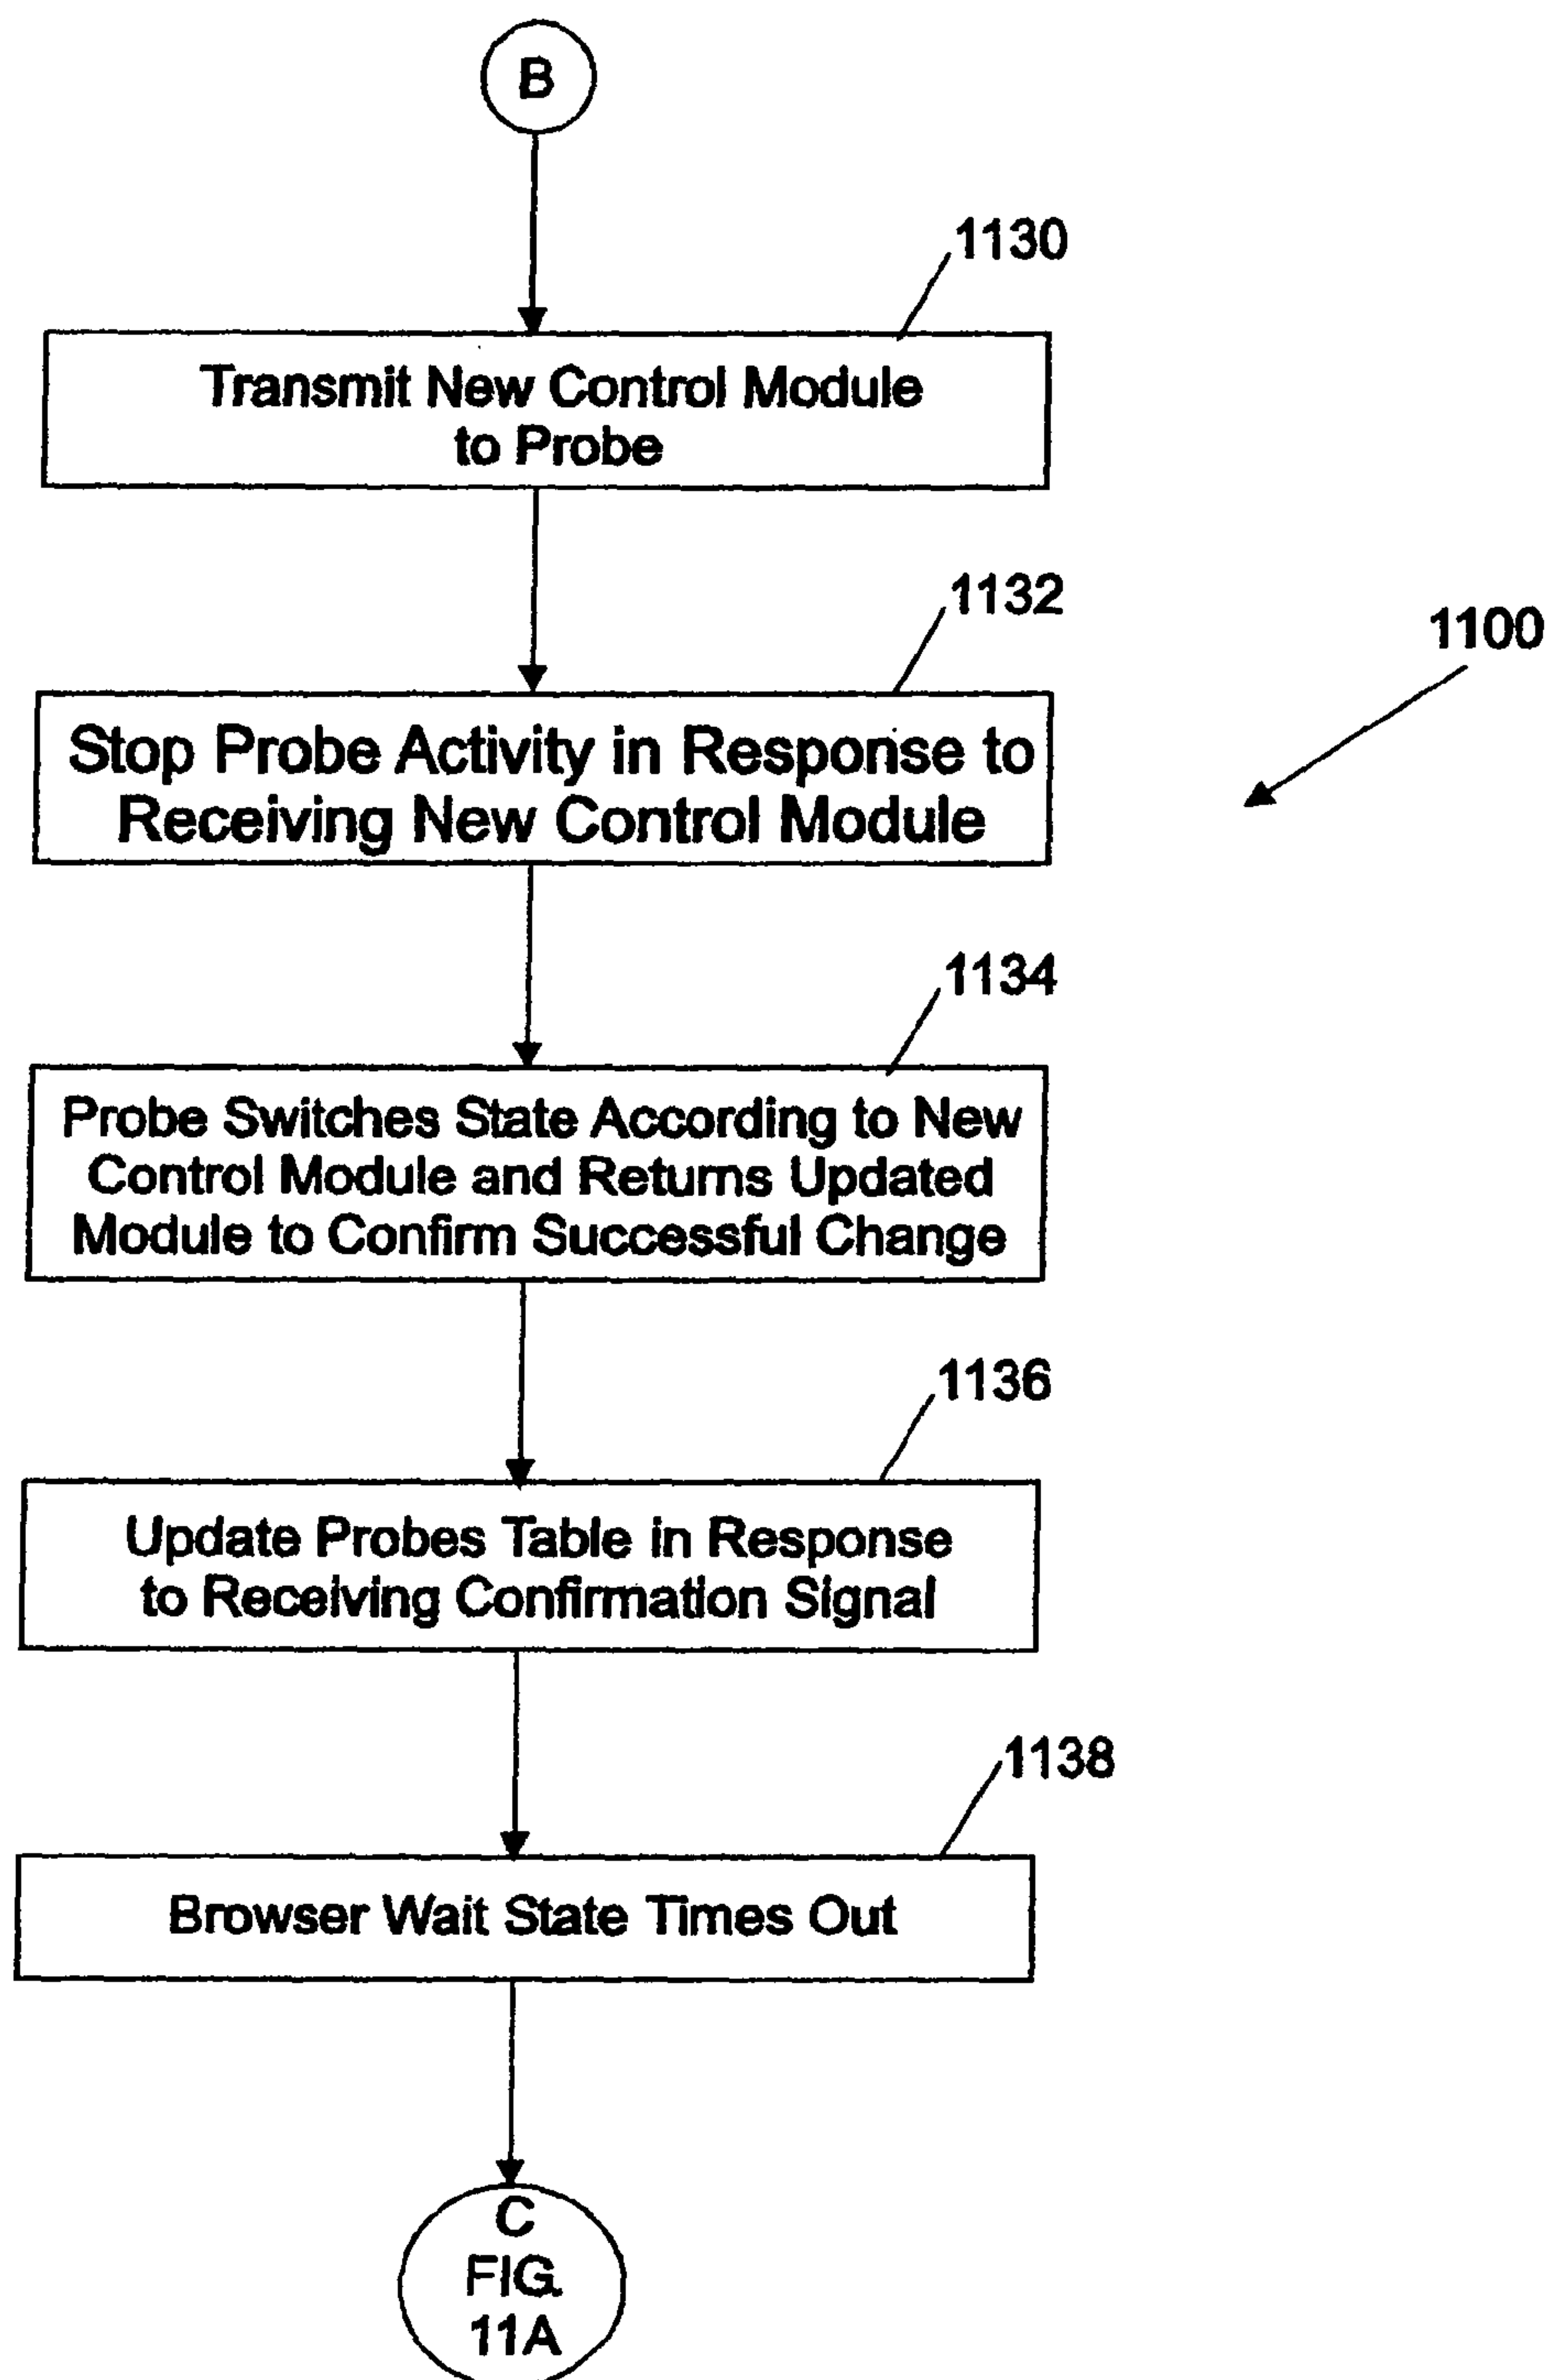 B
1130
Transmit New Control Module
to Probe
1132
1100
Stop Probe Activity in Response to
Receiving New Control Module
1134
Probe Switches State According to New
Control Module and Returns Updated
Module to Confirm Successful Change
1136
Update Probes Table in Response
to Receiving Confirmation Signal
1138
Browser Wait State Times Out
C
FIG.
11A